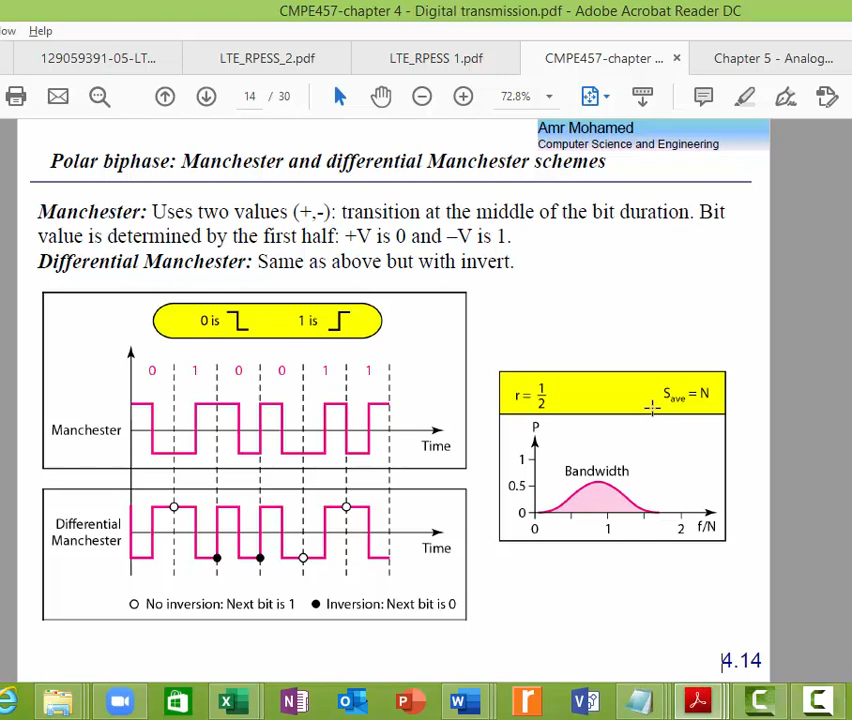 CMPE457-chapter 4 - Digital transmission.pdf - Adobe Acrobat Reader DC
Help
129059391-05-LT...
LTE_RPESS_2.pdf
LTE_RPESS 1.pdf
CMPE457-chapter ...
×
Chapter 5 - Analog...
14 / 30
72.8%
Amr Mohamed
Computer Science and Engineering
Polar biphase: Manchester and differential Manchester schemes
Manchester: Uses two values (+,-): transition at the middle of the bit duration. Bit
value is determined by the first half: +V is 0 and –V is 1.
Differential Manchester: Same as above but with invert.
0 is 1 is
0 1 0 0 1 1
Manchester
Time
Differential
Manchester
Time
No inversion: Next bit is 1 Inversion: Next bit is 0
r = 1/2 Save = N
P
1
Bandwidth
0.5
0
0 1 2 f/N
4.14